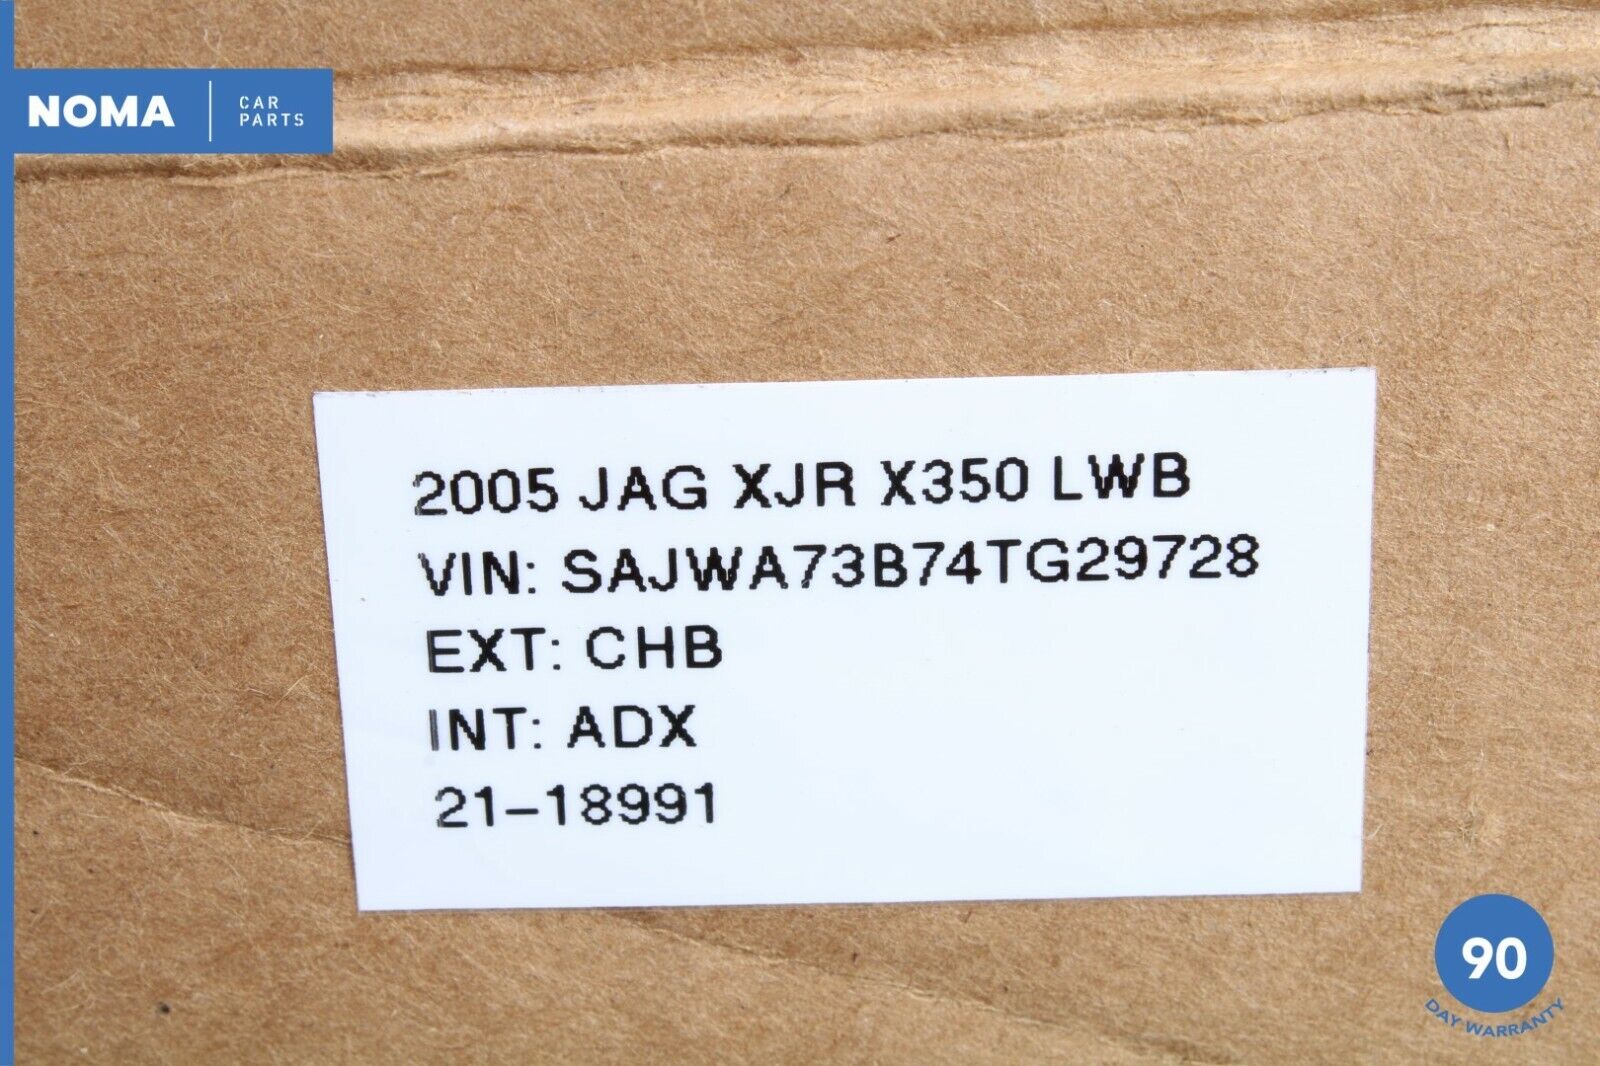 NOMA
CAR
PARTS
2005 JAG XJR X350 LWB
VIN: SAJWA73B74TG29728
EXT: CHB
INT: ADX
21-18991
90
DAY WARRANTY